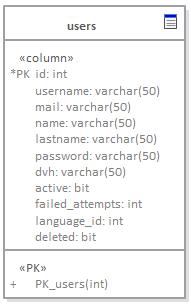 users
«column»
*PK id: int
username: varchar(50)
mail: varchar(50)
name: varchar(50)
lastname: varchar(50)
password: varchar(50)
dvh: varchar(50)
active: bit
failed_attempts: int
language_id: int
deleted: bit
«PK»
+ PK_users(int)